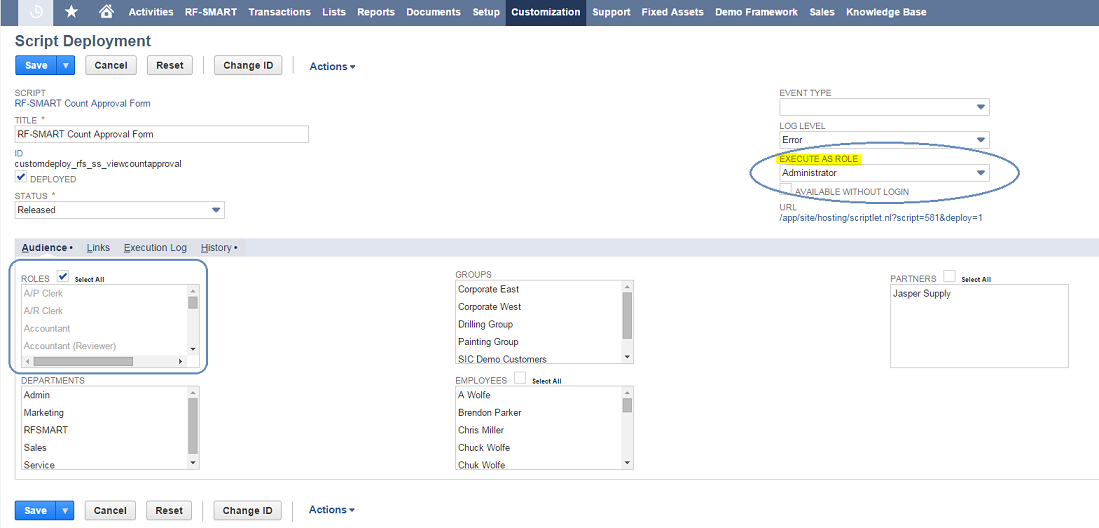 Activities RF-SMART Transactions Lists Reports Documents Setup Customization Support Fixed Assets Demo Framework Sales Knowledge Base
Script Deployment
Save Cancel Reset Change ID Actions
SCRIPT
RF-SMART Count Approval Form
TITLE *
RF-SMART Count Approval Form
ID
customdeploy_rfs_ss_viewcountapproval
DEPLOYED
STATUS *
Released
EVENT TYPE
LOG LEVEL
Error
EXECUTE AS ROLE
Administrator
AVAILABLE WITHOUT LOGIN
URL
/app/site/hosting/scriptlet.nl?script=581&deploy=1
Audience • Links Execution Log History •
ROLES Select All
A/P Clerk
A/R Clerk
Accountant
Accountant (Reviewer)
GROUPS
Corporate East
Corporate West
Drilling Group
Painting Group
SIC Demo Customers
PARTNERS Select All
Jasper Supply
DEPARTMENTS
Admin
Marketing
RFSMART
Sales
Service
EMPLOYEES Select All
A Wolfe
Brendon Parker
Chris Miller
Chuck Wolfe
Chuk Wolfe
Save Cancel Reset Change ID Actions